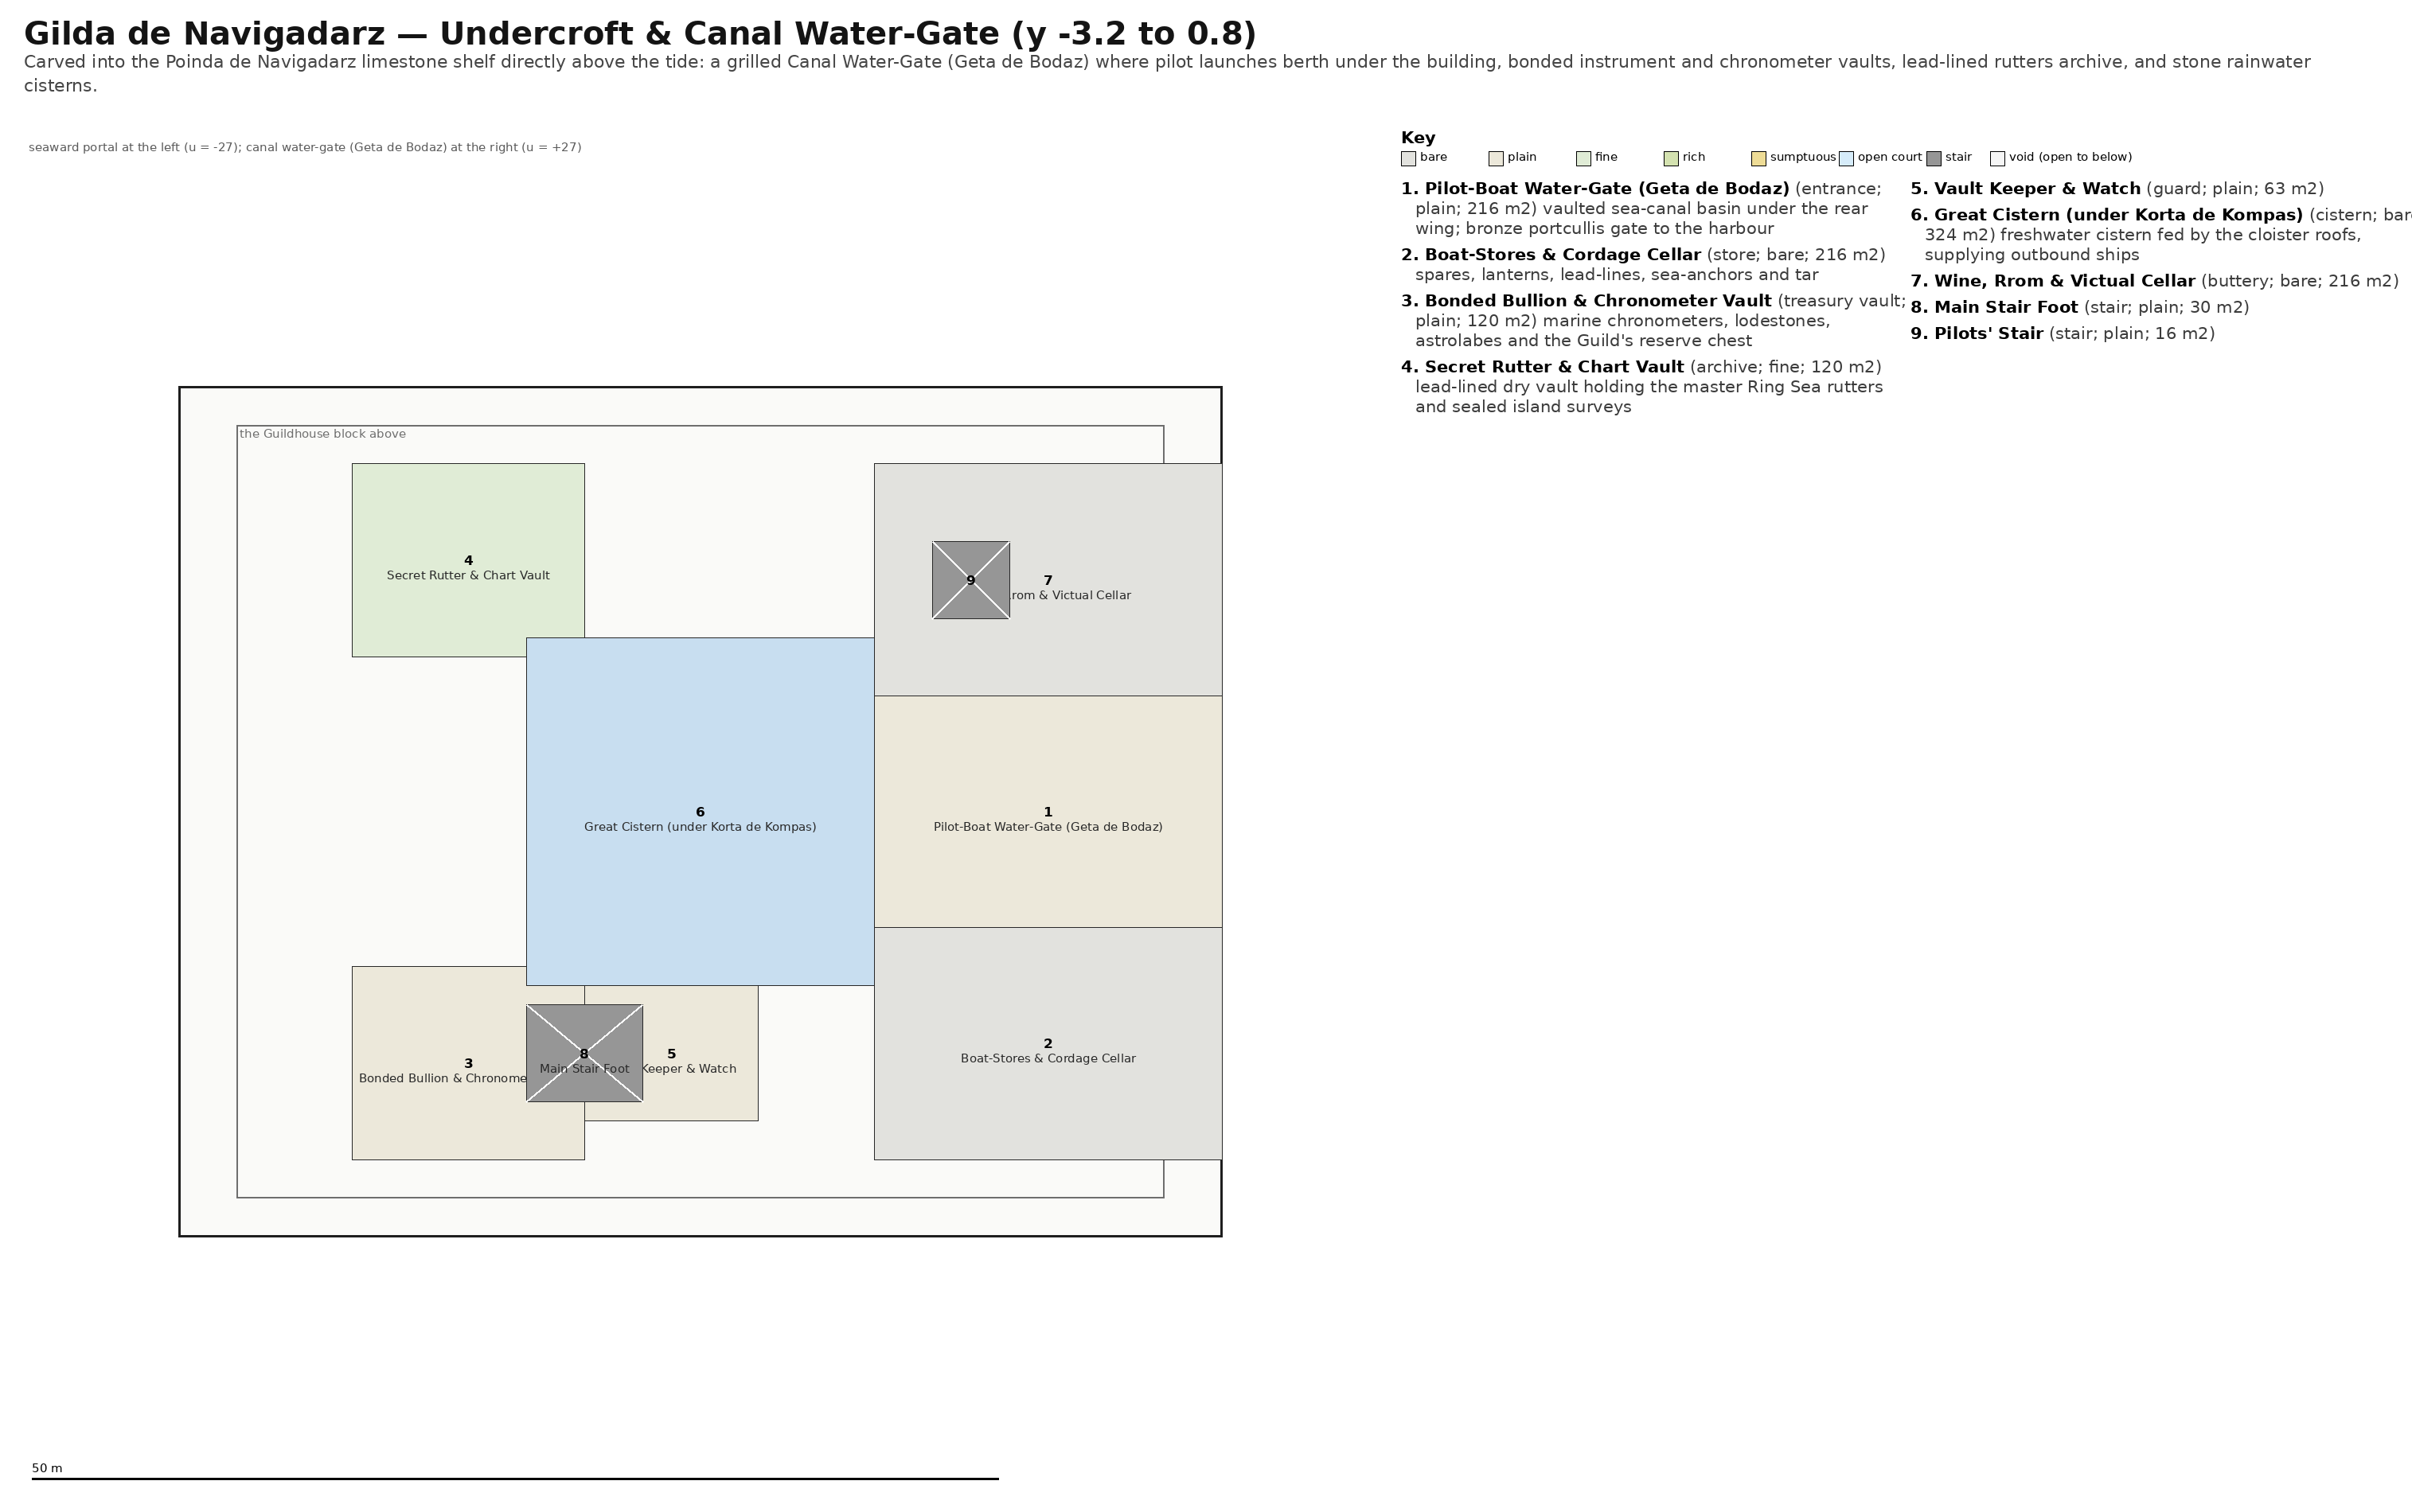 Gilda de Navigadarz — Undercroft & Canal Water-Gate (y -3.2 to 0.8)
Carved into the Poinda de Navigadarz limestone shelf directly above the tide: a grilled Canal Water-Gate (Geta de Bodaz) where pilot launches berth under the building, bonded instrument and chronometer vaults, lead-lined rutters archive, and stone rainwater
cisterns.
seaward portal at the left (u = -27); canal water-gate (Geta de Bodaz) at the right (u = +27)
Key
bare plain fine rich sumptuous open court stair void (open to below)
1. Pilot-Boat Water-Gate (Geta de Bodaz) (entrance;
plain; 216 m2) vaulted sea-canal basin under the rear
wing; bronze portcullis gate to the harbour
2. Boat-Stores & Cordage Cellar (store; bare; 216 m2)
spares, lanterns, lead-lines, sea-anchors and tar
3. Bonded Bullion & Chronometer Vault (treasury vault;
plain; 120 m2) marine chronometers, lodestones,
astrolabes and the Guild's reserve chest
4. Secret Rutter & Chart Vault (archive; fine; 120 m2)
lead-lined dry vault holding the master Ring Sea rutters
and sealed island surveys
5. Vault Keeper & Watch (guard; plain; 63 m2)
6. Great Cistern (under Korta de Kompas) (cistern;
324 m2) freshwater cistern fed by the cloister roofs,
supplying outbound ships
7. Wine, Rrom & Victual Cellar (buttery; bare; 216 m2)
8. Main Stair Foot (stair; plain; 30 m2)
9. Pilots' Stair (stair; plain; 16 m2)
the Guildhouse block above
4
Secret Rutter & Chart Vault
9
7
& Victual Cellar
6
Great Cistern (under Korta de Kompas)
1
Pilot-Boat Water-Gate (Geta de Bodaz)
3
Bonded Bullion &
8
Main Stair Foot
5
Keeper & Watch
2
Boat-Stores & Cordage Cellar
50 m